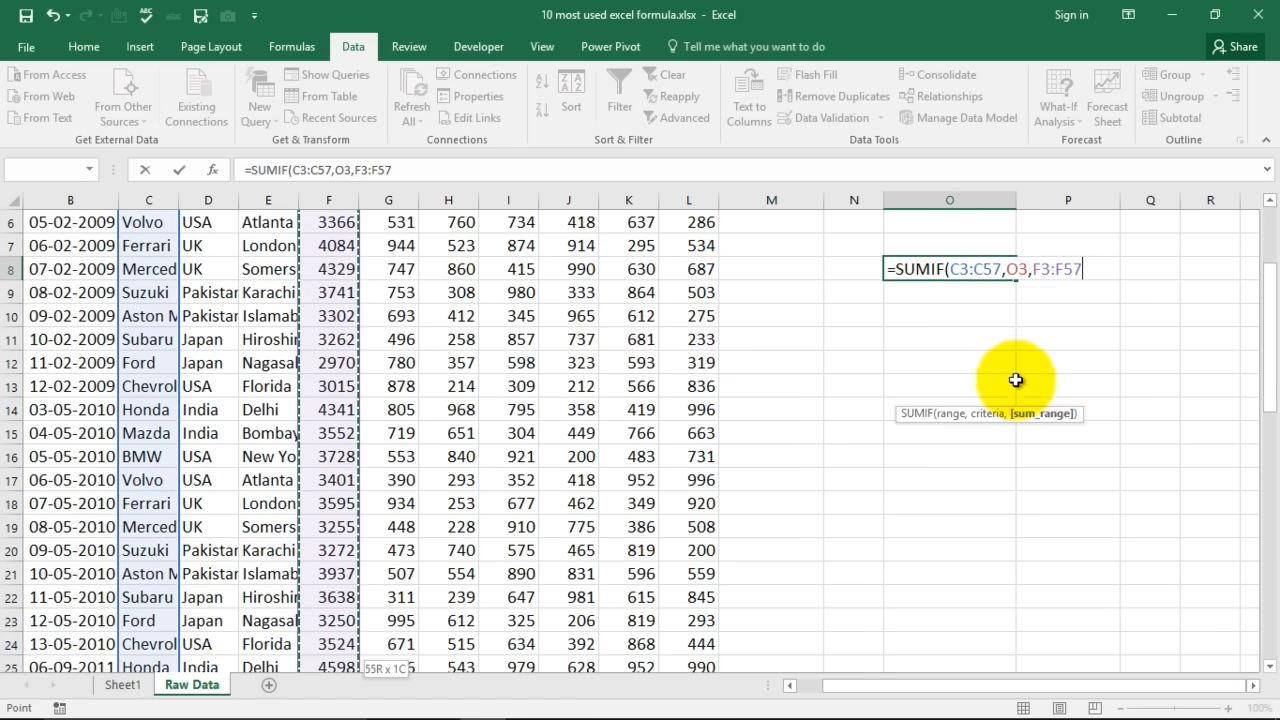 10 most used excel formula.xlsx - Excel
Sign in
File Home Insert Page Layout Formulas Data Review Developer View Power Pivot Tell me what you want to do Share
From Access
From Web
From Text
From Other Sources
Existing Connections
Get External Data
New Query
Show Queries
From Table
Recent Sources
Get & Transform
Refresh All
Connections
Properties
Edit Links
Connections
Sort
Filter
Clear
Reapply
Advanced
Sort & Filter
Text to Columns
Flash Fill
Remove Duplicates
Data Validation
Consolidate
Relationships
Manage Data Model
Data Tools
What-If Analysis
Forecast Sheet
Forecast
Group
Ungroup
Subtotal
Outline
=SUMIF(C3:C57,O3,F3:F57
B C D E F G H I J K L M N O P Q R
6 05-02-2009 Volvo USA Atlanta 3366 531 760 734 418 637 286
7 06-02-2009 Ferrari UK London 4084 944 523 874 914 295 534
8 07-02-2009 Merced UK Somers 4329 747 860 415 990 630 687 =SUMIF(C3:C57,O3,F3:F57
9 08-02-2009 Suzuki Pakistan Karachi 3741 753 308 980 333 864 503
10 09-02-2009 Aston M Pakistan Islamab 3302 693 412 345 965 612 275
11 10-02-2009 Subaru Japan Hiroshin 3262 496 258 857 737 681 233
12 11-02-2009 Ford Japan Nagasal 2970 780 357 598 323 593 319
13 12-02-2009 Chevrol USA Florida 3015 878 214 309 212 566 836
14 03-05-2010 Honda India Delhi 4341 805 968 795 358 419 996
SUMIF(range, criteria, [sum_range])
15 04-05-2010 Mazda India Bombay 3552 719 651 304 449 766 663
16 05-05-2010 BMW USA New Yo 3728 553 840 921 200 483 731
17 06-05-2010 Volvo USA Atlanta 3401 390 293 352 418 952 996
18 07-05-2010 Ferrari UK London 3595 934 253 677 462 349 920
19 08-05-2010 Merced UK Somers 3255 448 228 910 775 386 508
20 09-05-2010 Suzuki Pakistan Karachi 3272 473 740 575 465 819 200
21 10-05-2010 Aston M Pakistan Islamab 3937 507 554 890 831 596 559
22 11-05-2010 Subaru Japan Hiroshin 3638 311 239 647 981 615 845
23 12-05-2010 Ford Japan Nagasal 3250 995 612 325 206 819 293
24 13-05-2010 Chevrol USA Florida 3524 671 515 634 392 868 444
25 06-09-2011 Honda India Delhi 4598 543 979 628 952 990
55R x 1C
Sheet1 Raw Data
Point
100%